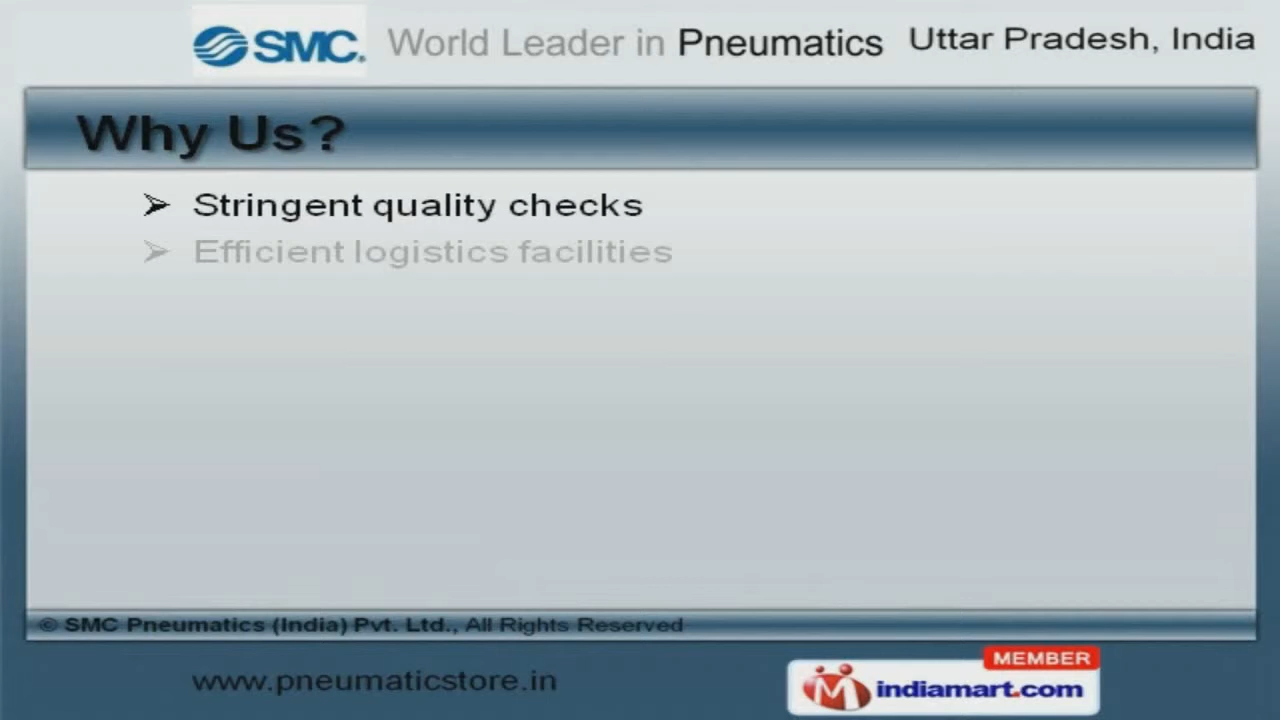 SMC. World Leader in Pneumatics Uttar Pradesh, India
Why Us?
➢ Stringent quality checks
➢ Efficient logistics facilities
© SMC Pneumatics (India) Pvt. Ltd., All Rights Reserved
www.pneumaticstore.in
MEMBER
indiamart.com